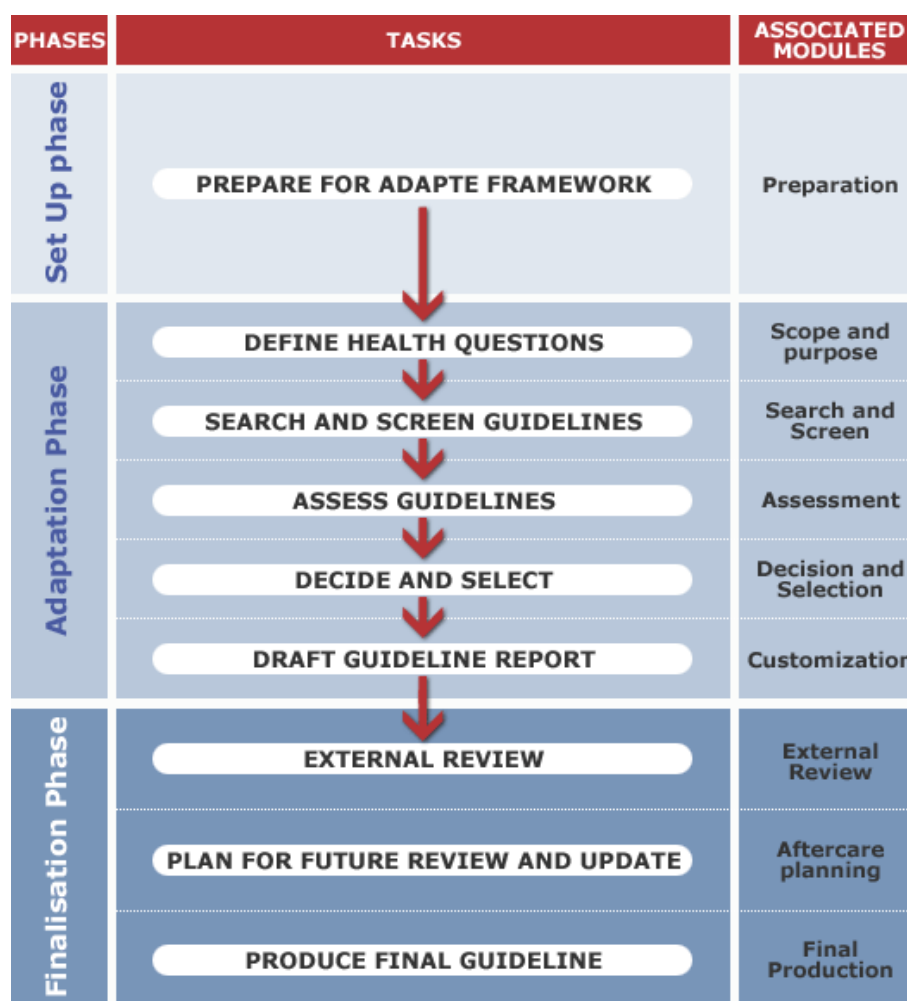 PHASES
TASKS
ASSOCIATED
MODULES
Set Up phase
PREPARE FOR ADAPTE FRAMEWORK
Preparation
Adaptation Phase
DEFINE HEALTH QUESTIONS
Scope and
purpose
SEARCH AND SCREEN GUIDELINES
Search and
Screen
ASSESS GUIDELINES
Assessment
DECIDE AND SELECT
Decision and
Selection
DRAFT GUIDELINE REPORT
Customization
Finalisation Phase
EXTERNAL REVIEW
External
Review
PLAN FOR FUTURE REVIEW AND UPDATE
Aftercare
planning
PRODUCE FINAL GUIDELINE
Final
Production